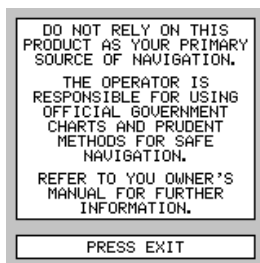 DO NOT RELY ON THIS
PRODUCT AS YOUR PRIMARY
SOURCE OF NAVIGATION.
THE OPERATOR IS
RESPONSIBLE FOR USING
OFFICIAL GOVERNMENT
CHARTS AND PRUDENT
METHODS FOR SAFE
NAVIGATION.
REFER TO YOU OWNER'S
MANUAL FOR FURTHER
INFORMATION.
PRESS EXIT